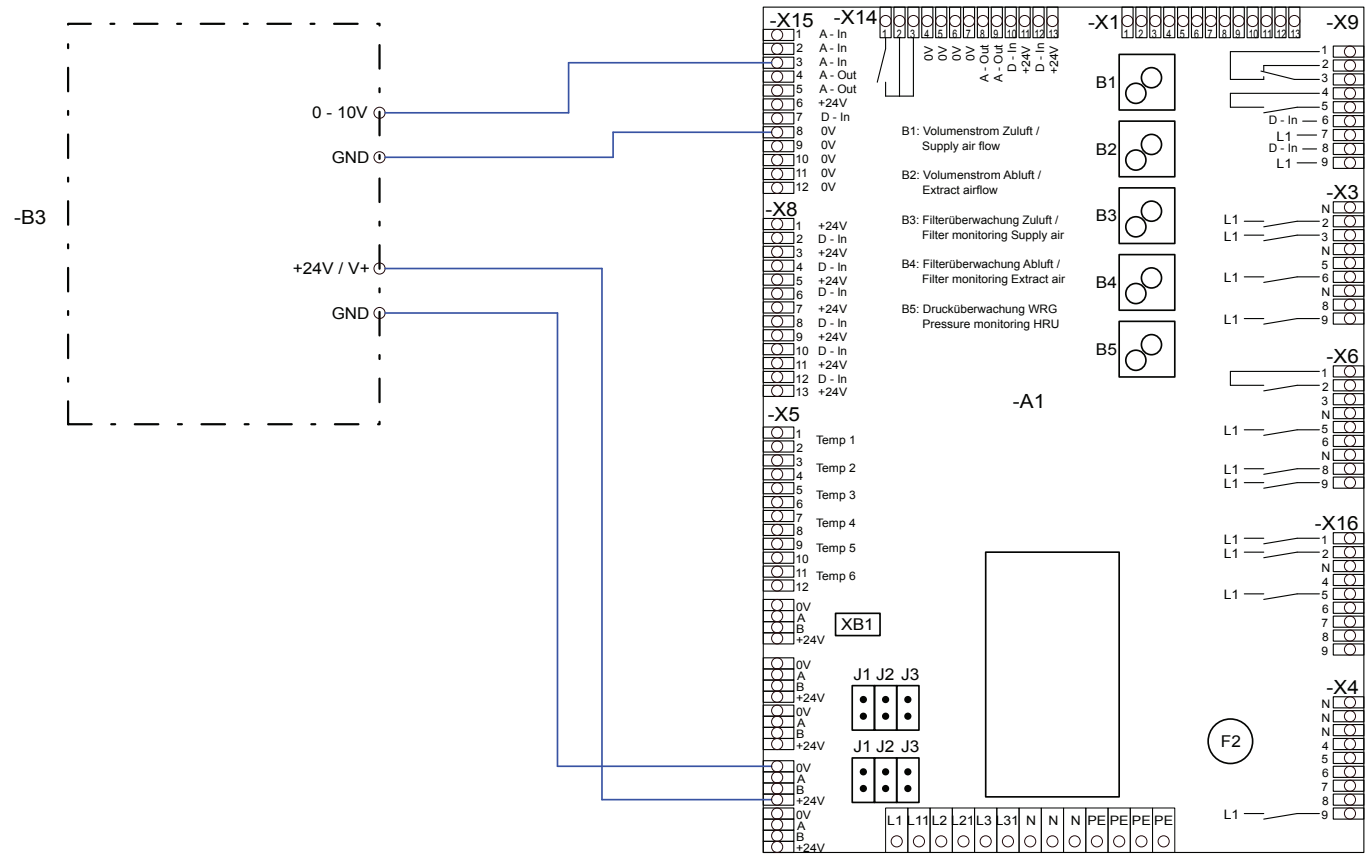 -B3
0 - 10V
GND
+24V / V+
GND
-X15
1 A - In
2 A - In
3 A - In
4 A - Out
5 A - Out
6 +24V
7 D - In
8 0V
9 0V
10 0V
11 0V
12 0V
-X8
1 +24V
2 D - In
3 +24V
4 D - In
5 +24V
6 D - In
7 +24V
8 D - In
9 +24V
10 D - In
11 +24V
12 D - In
13 +24V
-X5
1
2
Temp 1
3
4
Temp 2
5
6
Temp 3
7
8
Temp 4
9
10
Temp 5
11
12
Temp 6
0V
A
B
+24V
XB1
0V
A
B
+24V
0V
A
B
+24V
0V
A
B
+24V
0V
A
B
+24V
J1 J2 J3
J1 J2 J3
-X14
1 2 3 4 5 6 7 8 9 10 11 12 13
0V
0V
0V
0V
A - Out
A - Out
D - In
+24V
D - In
+24V
B1: Volumenstrom Zuluft /
Supply air flow
B2: Volumenstrom Abluft /
Extract airflow
B3: Filterüberwachung Zuluft /
Filter monitoring Supply air
B4: Filterüberwachung Abluft /
Filter monitoring Extract air
B5: Drucküberwachung WRG
Pressure monitoring HRU
-A1
-X1
1 2 3 4 5 6 7 8 9 10 11 12 13
B1
B2
B3
B4
B5
-X9
1
2
3
4
5
D - In 6
L1 7
D - In 8
L1 9
-X3
N
L1 2
L1 3
N
5
L1 6
N
8
L1 9
-X6
1
2
3
N
L1 5
6
N
L1 8
L1 9
-X16
L1 1
L1 2
N
4
L1 5
6
7
8
9
-X4
N
N
N
4
5
6
7
8
L1 9
F2
L1 L11 L2 L21 L3 L31 N N N PE PE PE PE